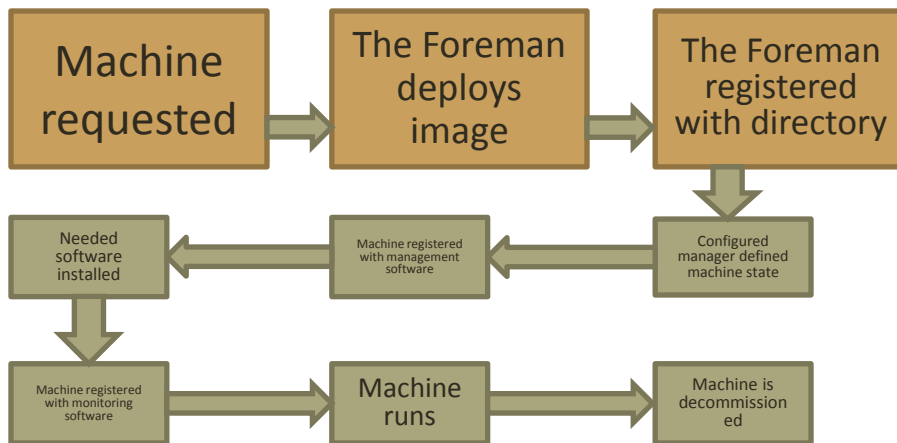 Machine
requested
The Foreman
deploys
image
The Foreman
registered
with directory
Configured
manager defined
machine state
Machine registered
with management
software
Needed
software
installed
Machine registered
with monitoring
software
Machine
runs
Machine is
decommission
ed